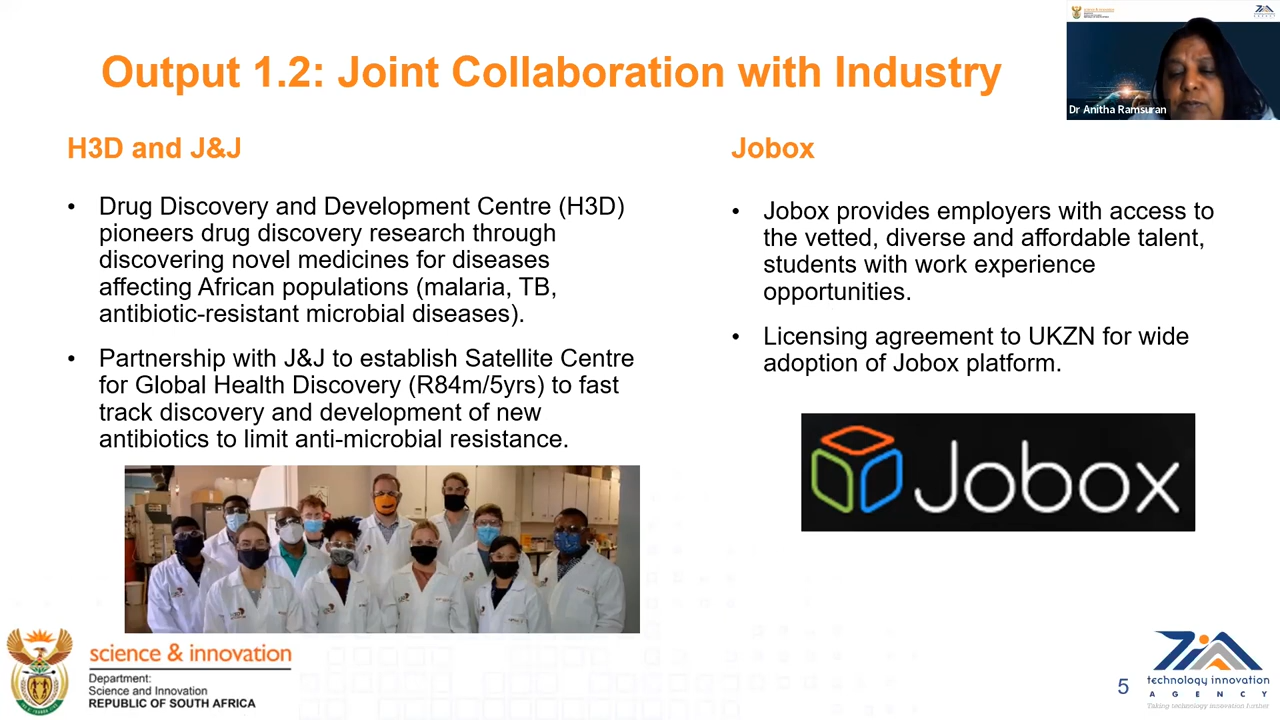 Output 1.2: Joint Collaboration with Industry
Dr Anitha Ramsuran
H3D and J&J
• Drug Discovery and Development Centre (H3D)
pioneers drug discovery research through
discovering novel medicines for diseases
affecting African populations (malaria, TB,
antibiotic-resistant microbial diseases).
• Partnership with J&J to establish Satellite Centre
for Global Health Discovery (R84m/5yrs) to fast
track discovery and development of new
antibiotics to limit anti-microbial resistance.
Jobox
• Jobox provides employers with access to
the vetted, diverse and affordable talent,
students with work experience
opportunities.
• Licensing agreement to UKZN for wide
adoption of Jobox platform.
Jobox
science & innovation
Department:
Science and Innovation
REPUBLIC OF SOUTH AFRICA
5
TIA
technology innovation
AGENCY
Taking technology innovation further